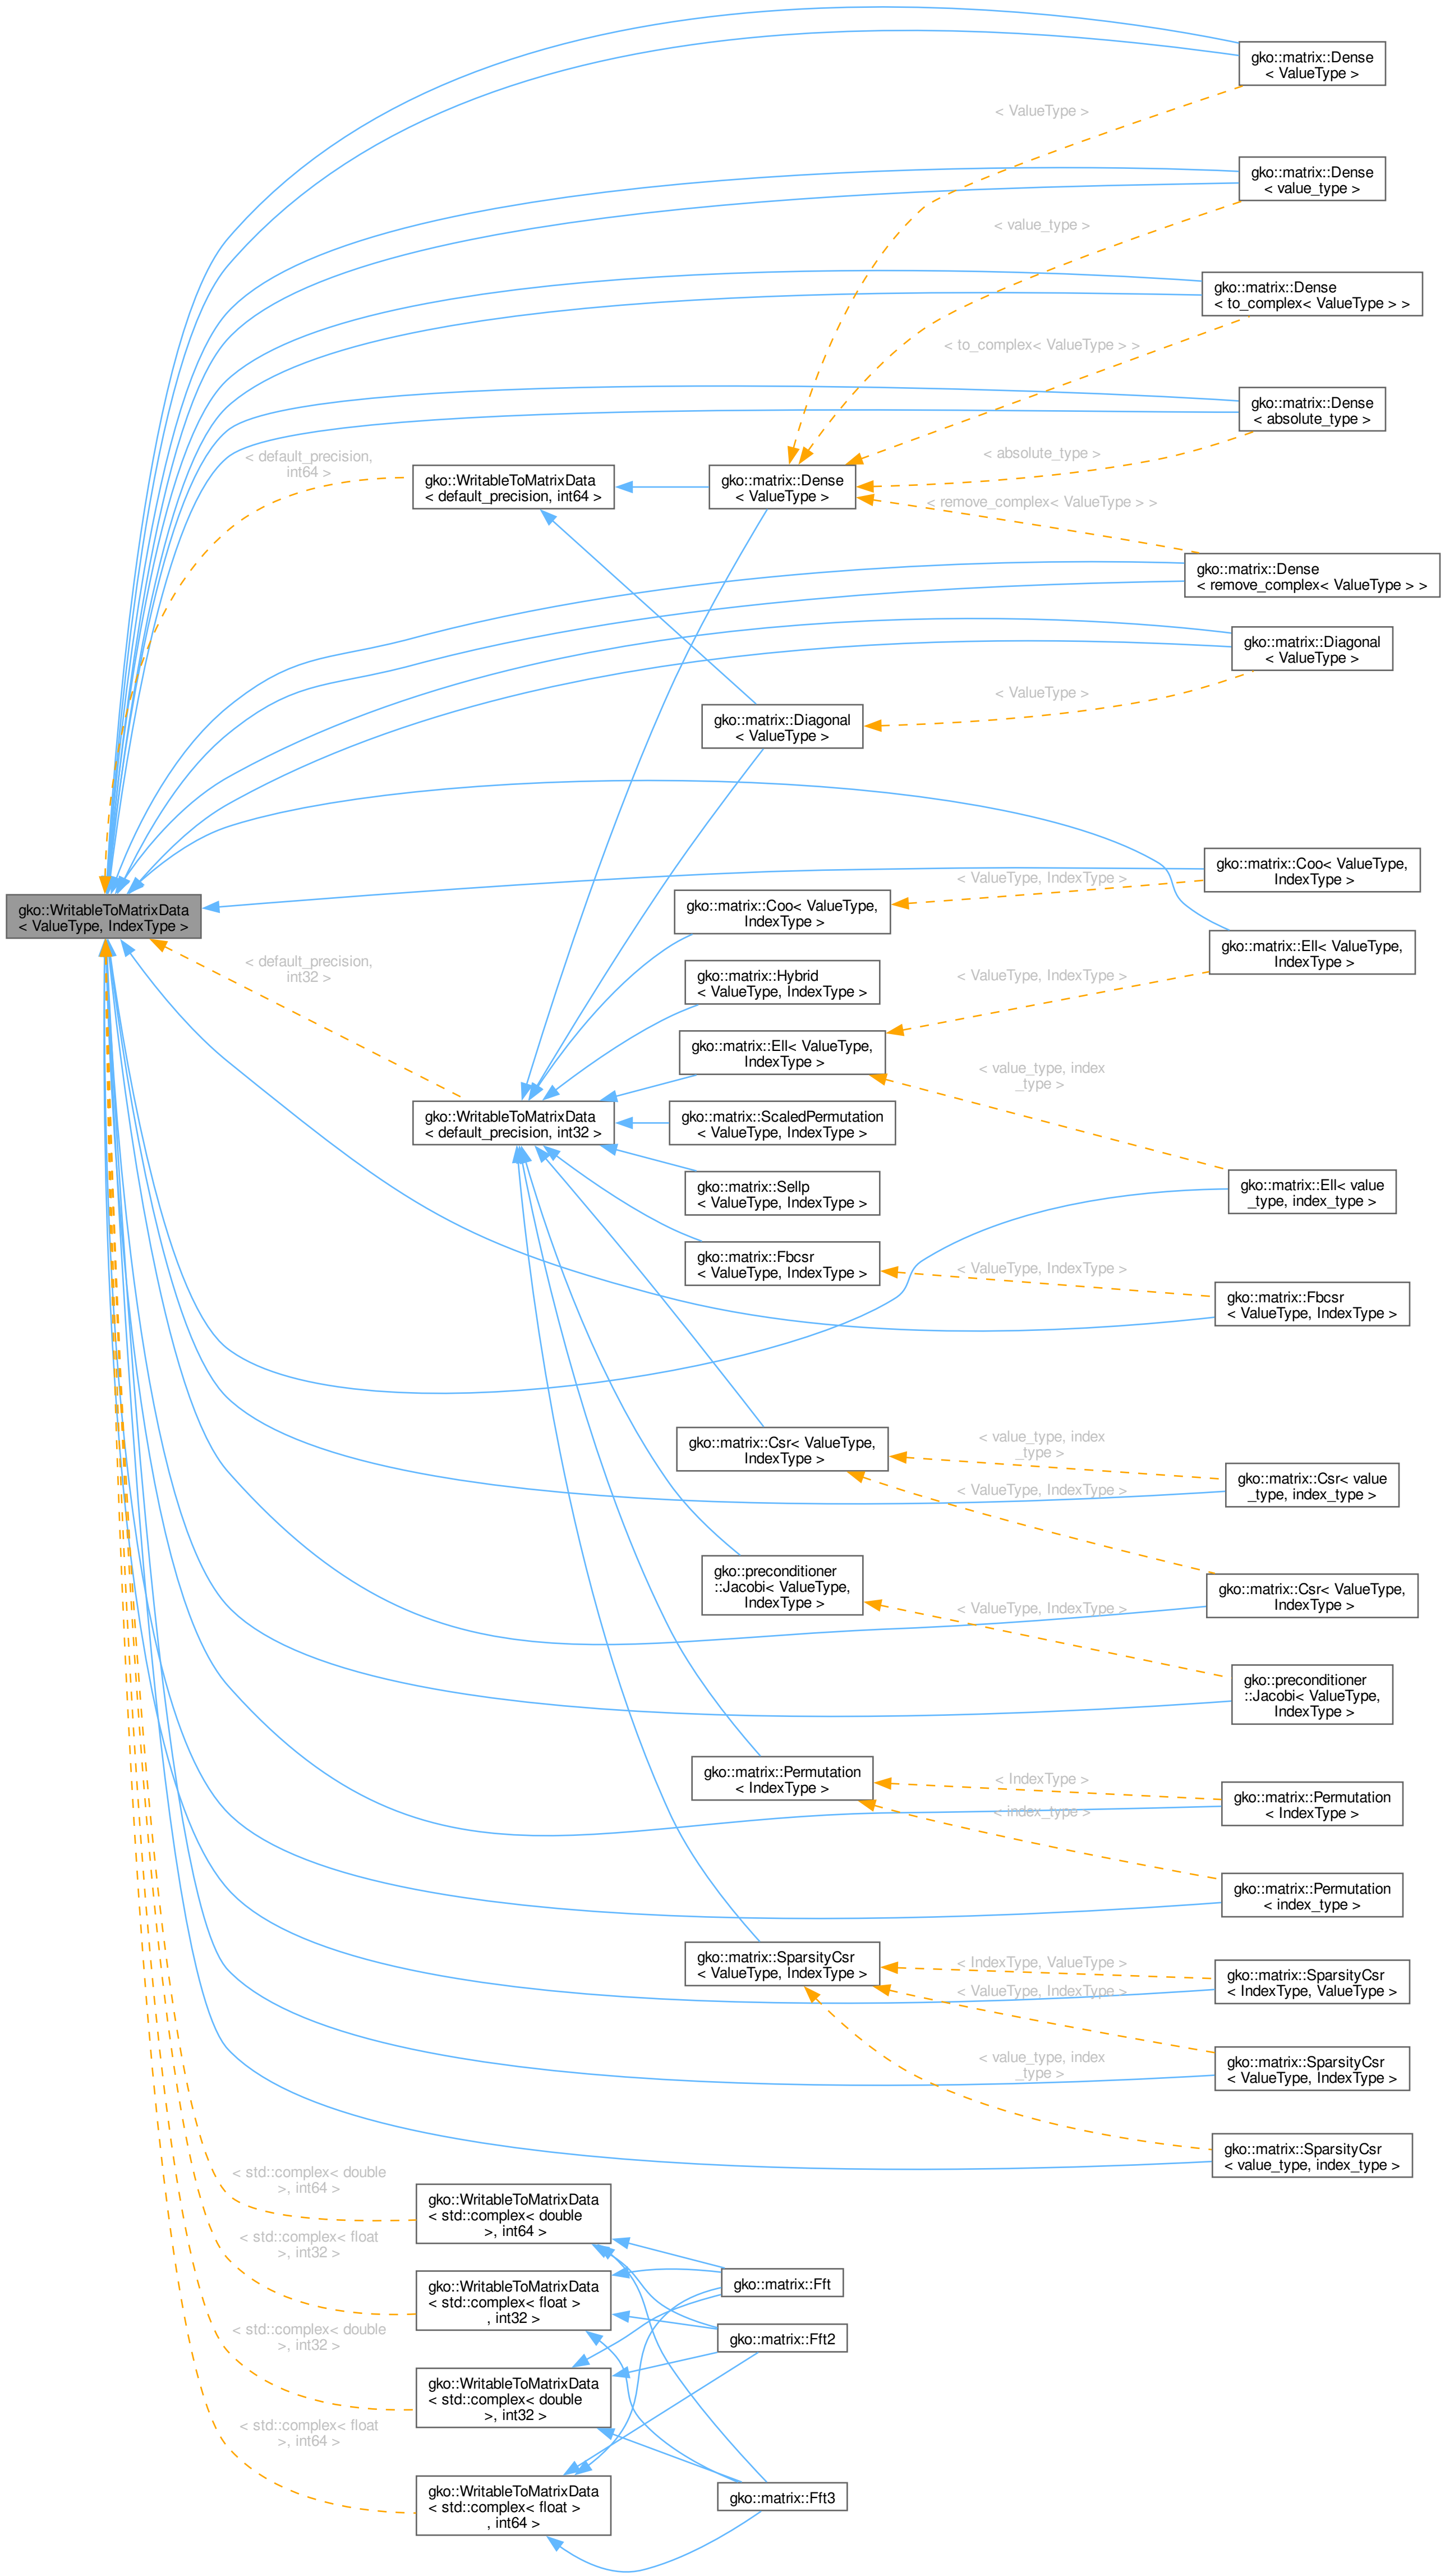 gko::matrix::Dense
< ValueType >
< ValueType >
gko::matrix::Dense
< value_type >
< value_type >
gko::matrix::Dense
< to_complex< ValueType > >
< to_complex< ValueType > >
gko::matrix::Dense
< absolute_type >
< default_precision,
int64 >
< absolute_type >
gko::WritableToMatrixData
< default_precision, int64 >
gko::matrix::Dense
< ValueType >
< remove_complex< ValueType > >
gko::matrix::Dense
< remove_complex< ValueType > >
gko::matrix::Diagonal
< ValueType >
< ValueType >
gko::matrix::Diagonal
< ValueType >
gko::matrix::Coo< ValueType,
IndexType >
< ValueType, IndexType >
gko::WritableToMatrixData
< ValueType, IndexType >
gko::matrix::Coo< ValueType,
IndexType >
gko::matrix::Ell< ValueType,
IndexType >
< default_precision,
int32 >
gko::matrix::Hybrid
< ValueType, IndexType >
< ValueType, IndexType >
gko::matrix::Ell< ValueType,
IndexType >
< value_type, index
_type >
gko::WritableToMatrixData
< default_precision, int32 >
gko::matrix::ScaledPermutation
< ValueType, IndexType >
gko::matrix::Sellp
< ValueType, IndexType >
gko::matrix::Ell< value
_type, index_type >
gko::matrix::Fbcsr
< ValueType, IndexType >
< ValueType, IndexType >
gko::matrix::Fbcsr
< ValueType, IndexType >
gko::matrix::Csr< ValueType,
IndexType >
< value_type, index
_type >
gko::matrix::Csr< value
_type, index_type >
< ValueType, IndexType >
gko::preconditioner
::Jacobi< ValueType,
IndexType >
gko::matrix::Csr< ValueType,
IndexType >
< ValueType, IndexType >
gko::preconditioner
::Jacobi< ValueType,
IndexType >
gko::matrix::Permutation
< IndexType >
< IndexType >
gko::matrix::Permutation
< IndexType >
< index_type >
gko::matrix::Permutation
< index_type >
gko::matrix::SparsityCsr
< ValueType, IndexType >
< IndexType, ValueType >
gko::matrix::SparsityCsr
< IndexType, ValueType >
< ValueType, IndexType >
gko::matrix::SparsityCsr
< ValueType, IndexType >
< value_type, index
_type >
gko::matrix::SparsityCsr
< value_type, index_type >
< std::complex< double
>, int64 >
gko::WritableToMatrixData
< std::complex< double
>, int64 >
< std::complex< float
>, int32 >
gko::WritableToMatrixData
< std::complex< float >
, int32 >
gko::matrix::Fft
gko::matrix::Fft2
< std::complex< double
>, int32 >
gko::WritableToMatrixData
< std::complex< double
>, int32 >
< std::complex< float
>, int64 >
gko::WritableToMatrixData
< std::complex< float >
, int64 >
gko::matrix::Fft3